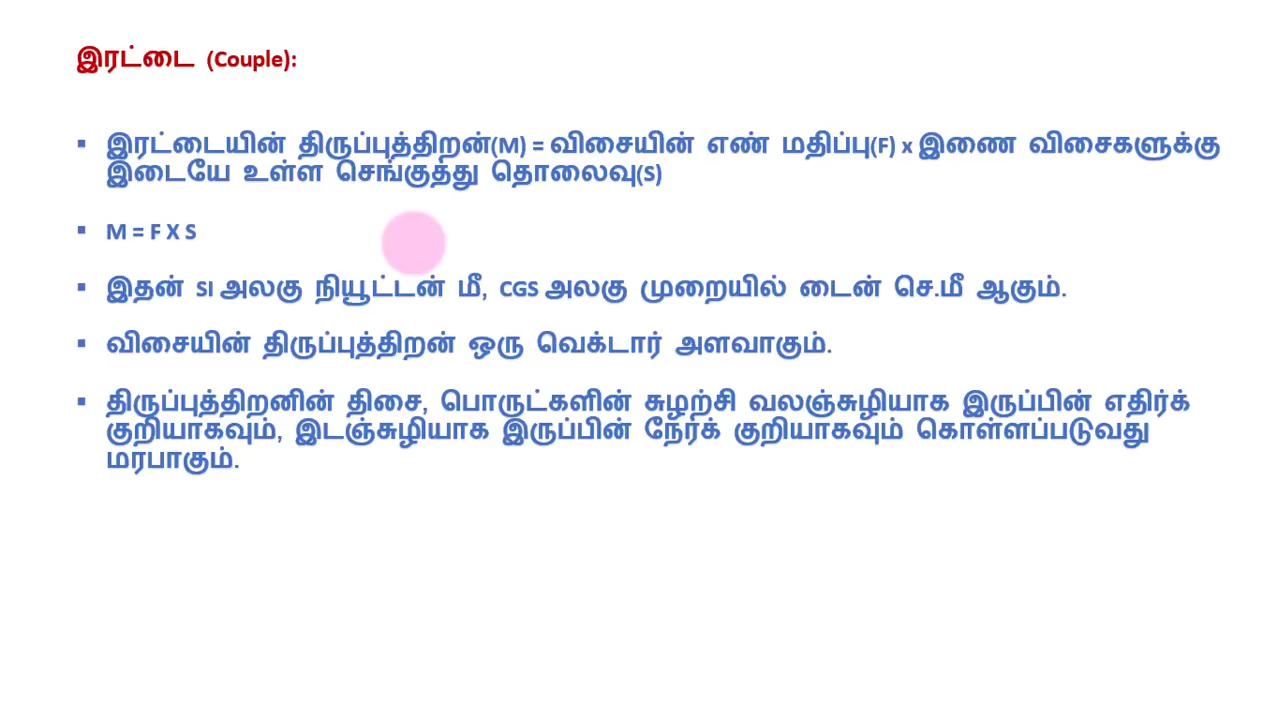 இரட்டை (Couple):
▪ இரட்டையின் திருப்புத்திறன்(M) = விசையின் எண் மதிப்பு(F) x இணை விசைகளுக்கு
இடையே உள்ள செங்குத்து தொலைவு(S)
▪ M = F X S
▪ இதன் SI அலகு நியூட்டன் மீ, CGS அலகு முறையில் டைன் செ.மீ ஆகும்.
▪ விசையின் திருப்புத்திறன் ஒரு வெக்டார் அளவாகும்.
▪ திருப்புத்திறனின் திசை, பொருட்களின் சுழற்சி வலஞ்சுழியாக இருப்பின் எதிர்க்
குறியாகவும், இடஞ்சுழியாக இருப்பின் நேர்க் குறியாகவும் கொள்ளப்படுவது
மரபாகும்.